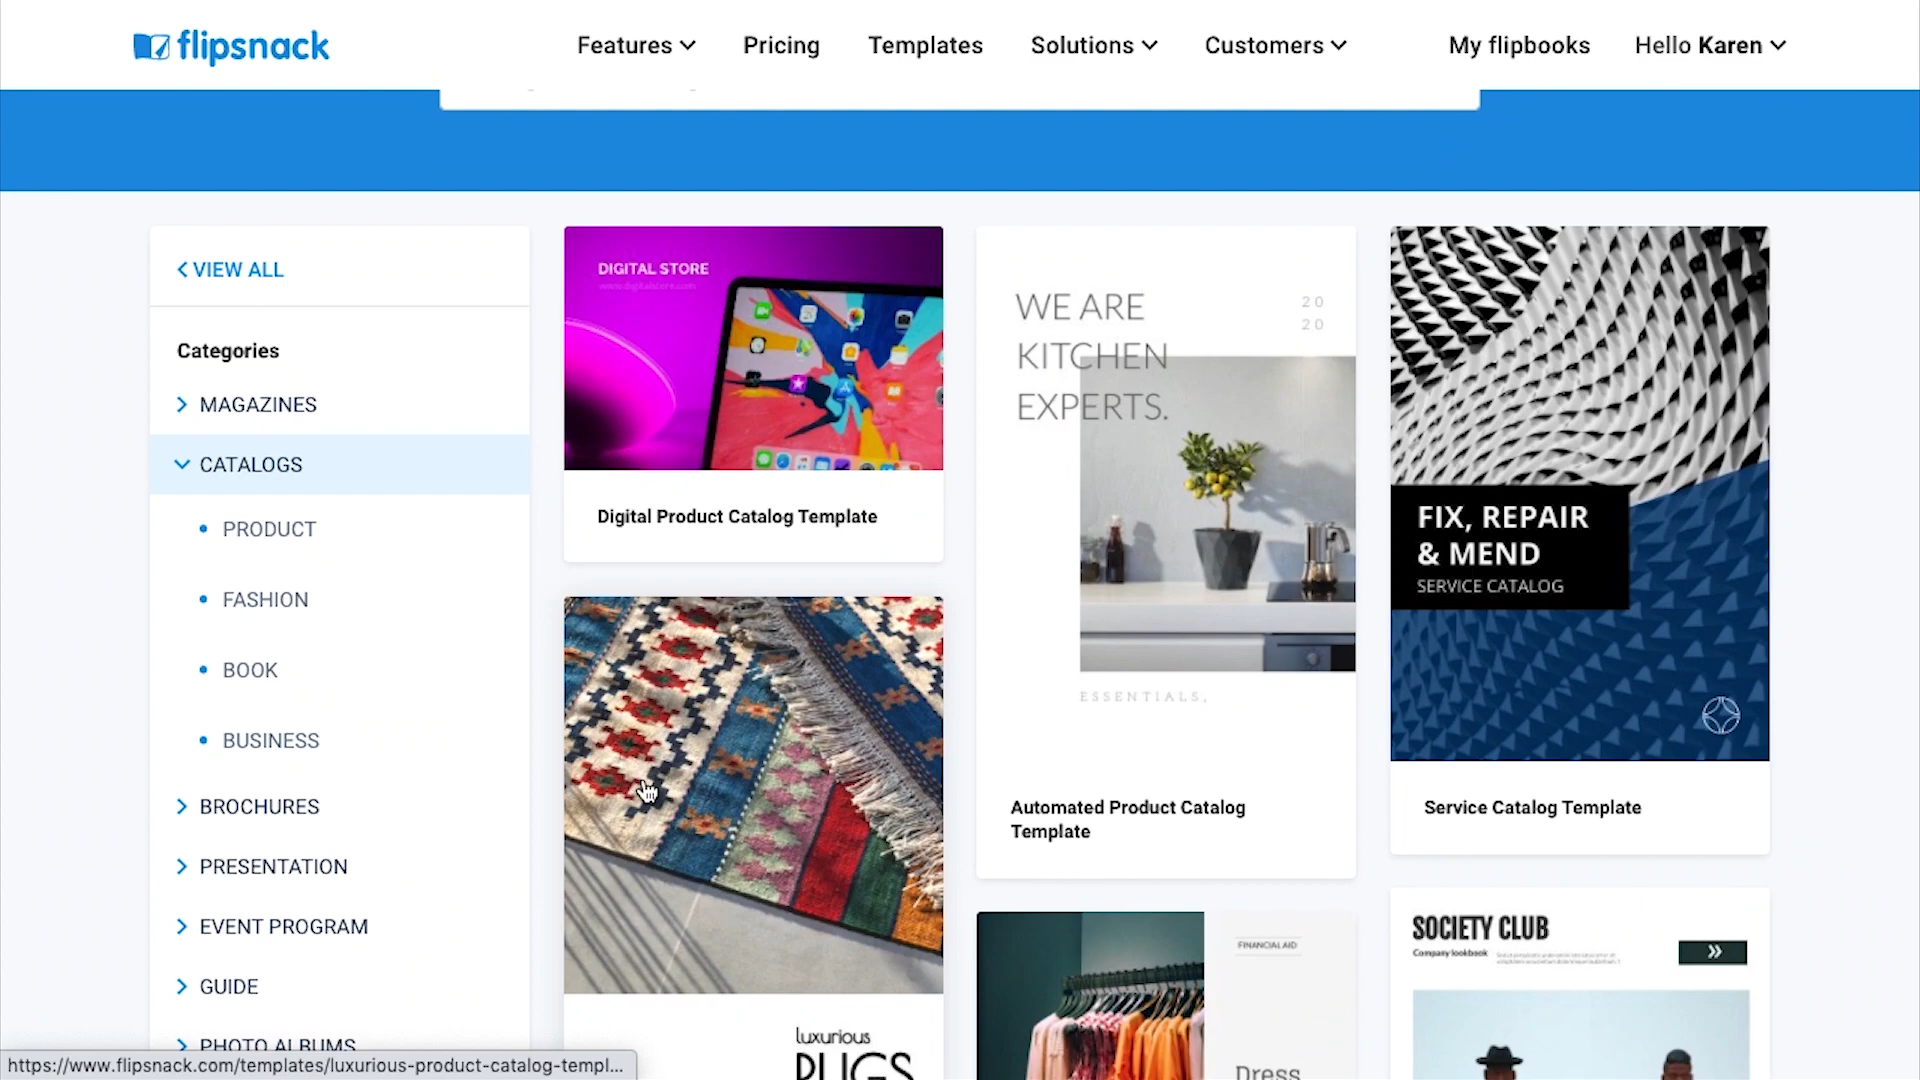 flipsnack
Features
Pricing
Templates
Solutions
Customers
My flipbooks
Hello Karen
VIEW ALL
Categories
MAGAZINES
CATALOGS
PRODUCT
FASHION
BOOK
BUSINESS
BROCHURES
PRESENTATION
EVENT PROGRAM
GUIDE
PHOTO ALBUMS
DIGITAL STORE
www.digitalstore.com
Digital Product Catalog Template
luxurious
RUGS
WE ARE
KITCHEN
EXPERTS.
20
20
ESSENTIALS,
Automated Product Catalog
Template
FINANCIAL AID
Dress
FIX, REPAIR
& MEND
SERVICE CATALOG
Service Catalog Template
SOCIETY CLUB
Company lookbook
https://www.flipsnack.com/templates/luxurious-product-catalog-templ...